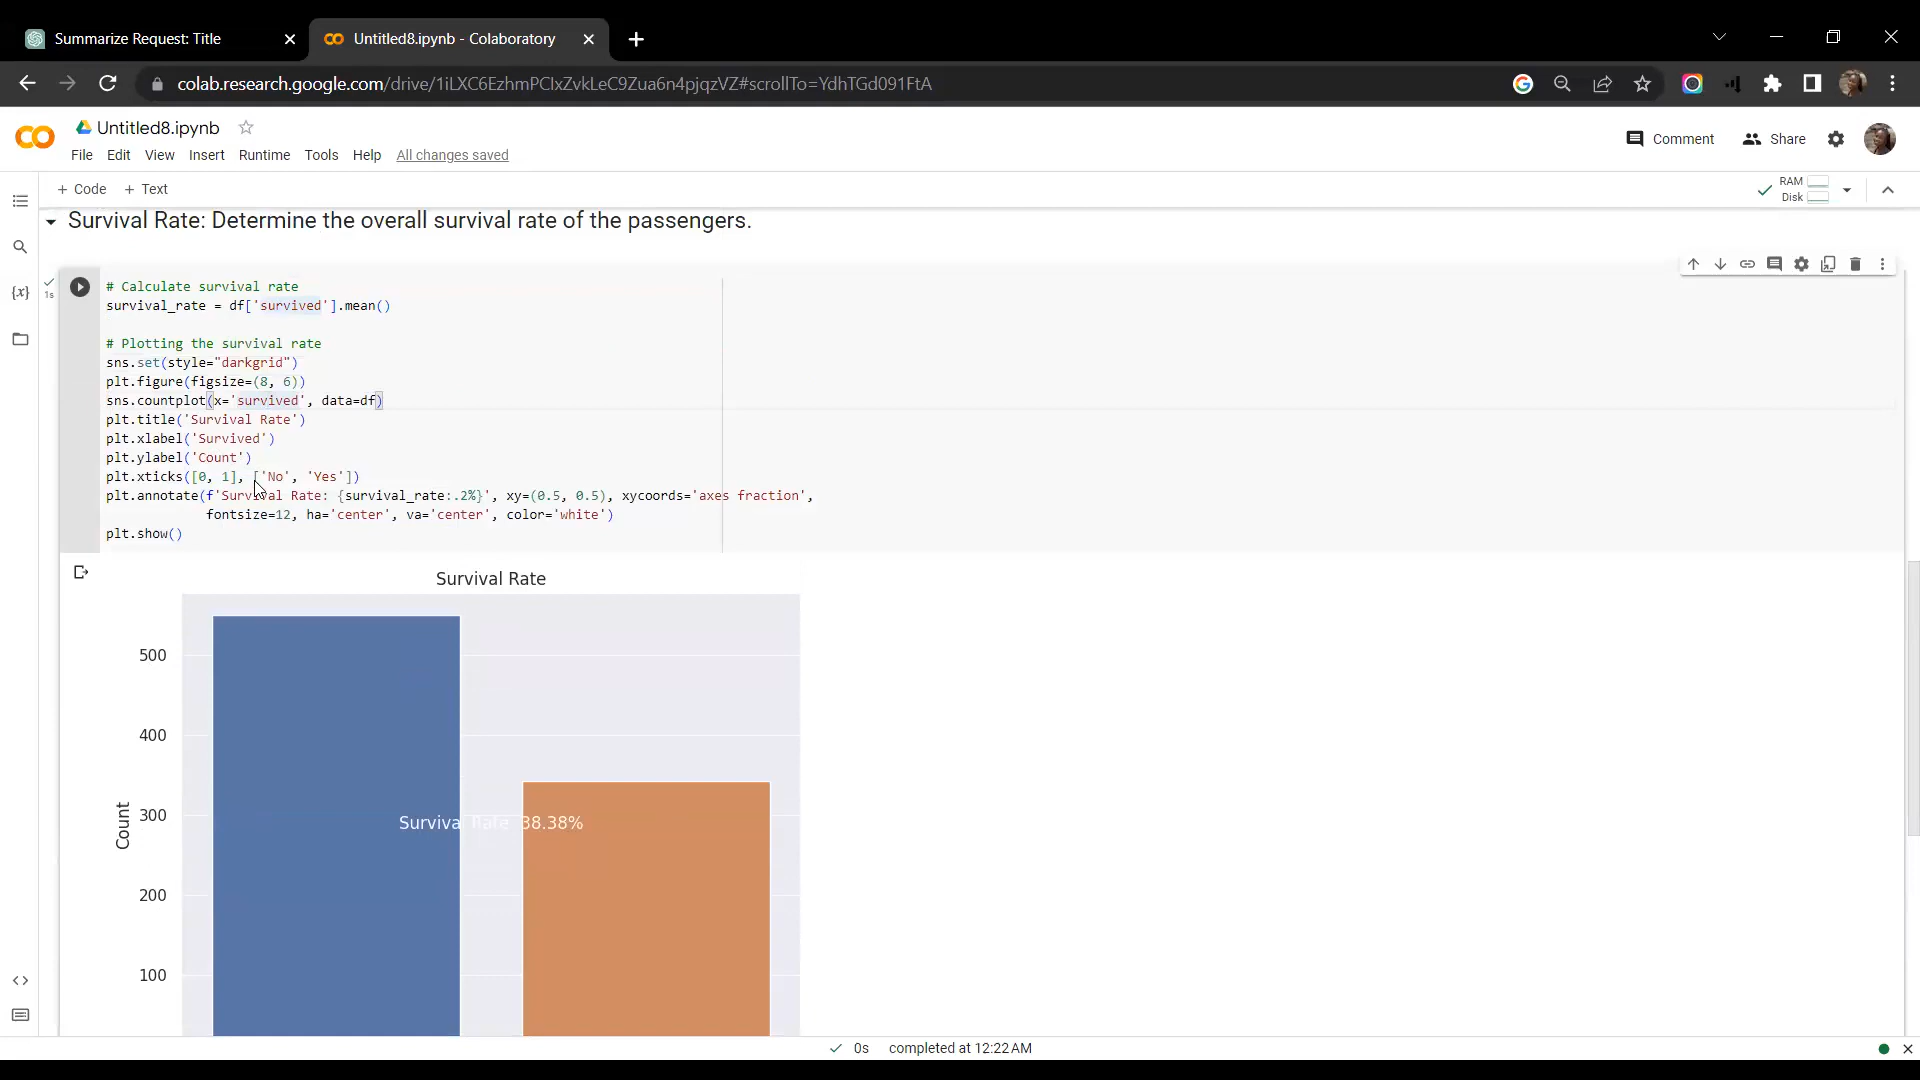 Summarize Request: Title
Untitled8.ipynb - Colaboratory
colab.research.google.com/drive/1iLXC6EzhmPCIxZvkLeC9Zua6n4pjqzVZ#scrollTo=YdhTGd091FtA
Untitled8.ipynb
File Edit View Insert Runtime Tools Help All changes saved
Comment Share
+ Code + Text
RAM
Disk
Survival Rate: Determine the overall survival rate of the passengers.
{x}
1s
# Calculate survival rate
survival_rate = df['survived'].mean()
# Plotting the survival rate
sns.set(style="darkgrid")
plt.figure(figsize=(8, 6))
sns.countplot(x='survived', data=df)
plt.title('Survival Rate')
plt.xlabel('Survived')
plt.ylabel('Count')
plt.xticks([0, 1], ['No', 'Yes'])
plt.annotate(f'Survival Rate: {survival_rate:.2%}', xy=(0.5, 0.5), xycoords='axes fraction',
fontsize=12, ha='center', va='center', color='white')
plt.show()
Survival Rate
500
400
300
200
100
Count
Survival Rate 38.38%
0s completed at 12:22 AM